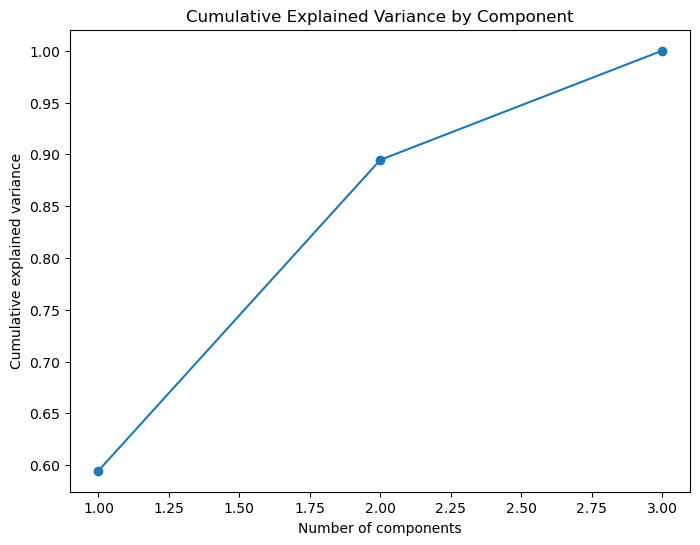 Cumulative Explained Variance by Component
Cumulative explained variance
1.00
0.95
0.90
0.85
0.80
0.75
0.70
0.65
0.60
1.00 1.25 1.50 1.75 2.00 2.25 2.50 2.75 3.00
Number of components